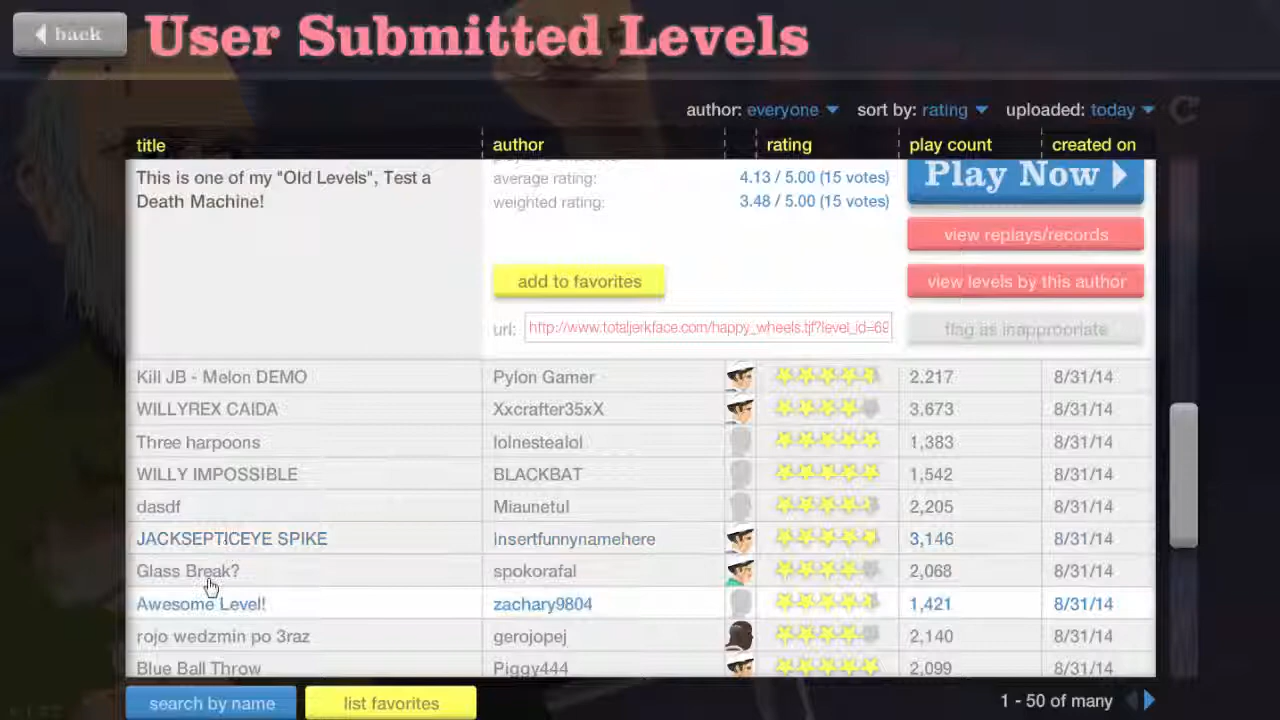 back
User Submitted Levels
author: everyone sort by: rating uploaded: today
title author rating play count created on
This is one of my "Old Levels", Test a
Death Machine!
average rating: 4.13 / 5.00 (15 votes)
weighted rating: 3.48 / 5.00 (15 votes)
Play Now
view replays/records
add to favorites
view levels by this author
url: http://www.totaljerkface.com/happy_wheels.tjf?level_id=69
flag as inappropriate
Kill JB - Melon DEMO Pylon Gamer 2,217 8/31/14
WILLYREX CAIDA Xxcrafter35xX 3,673 8/31/14
Three harpoons lolnestealol 1,383 8/31/14
WILLY IMPOSSIBLE BLACKBAT 1,542 8/31/14
dasdf Miaunetul 2,205 8/31/14
JACKSEPTICEYE SPIKE Insertfunnynamehere 3,146 8/31/14
Glass Break? spokorafal 2,068 8/31/14
Awesome Level! zachary9804 1,421 8/31/14
rojo wedzmin po 3raz gerojopej 2,140 8/31/14
Blue Ball Throw Piggy444 2,099 8/31/14
search by name list favorites 1 - 50 of many